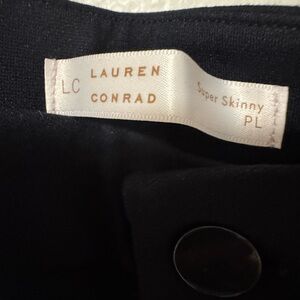 LC
LAUREN
CONRAD
Super Skinny
PL